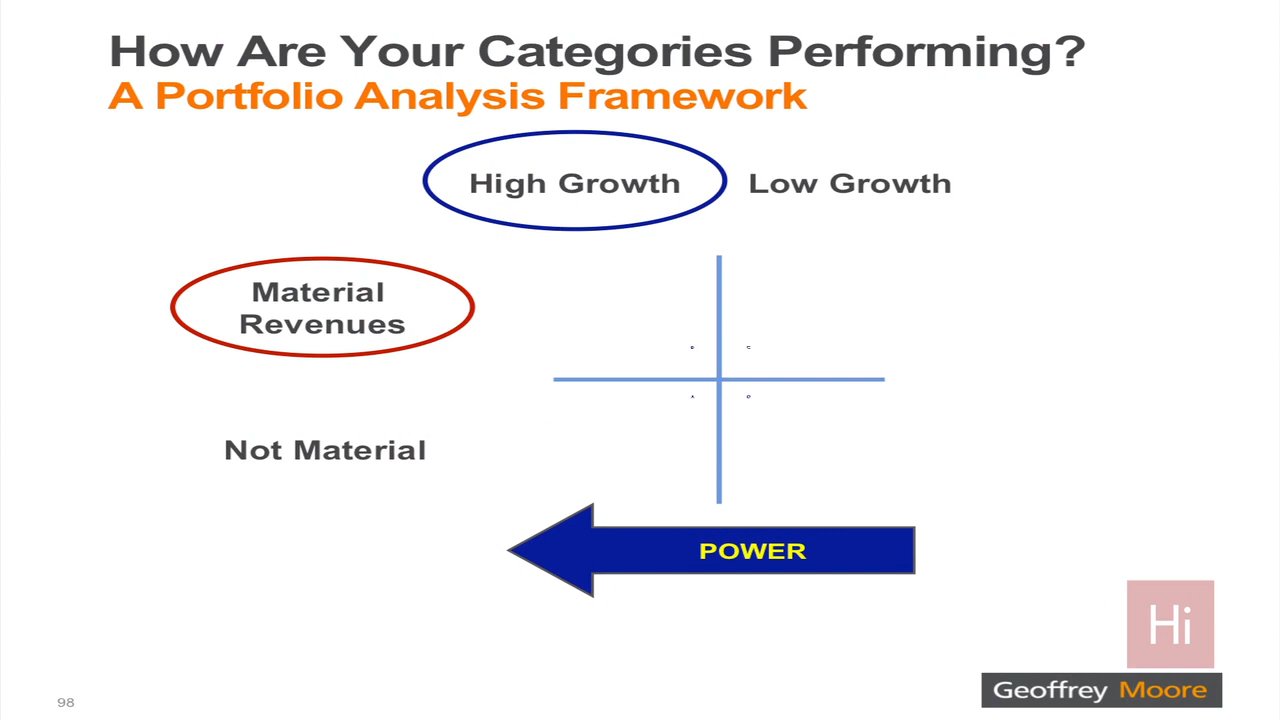 How Are Your Categories Performing?
A Portfolio Analysis Framework
High Growth
Low Growth
Material
Revenues
B
C
A
D
Not Material
POWER
Hi
Geoffrey Moore
98